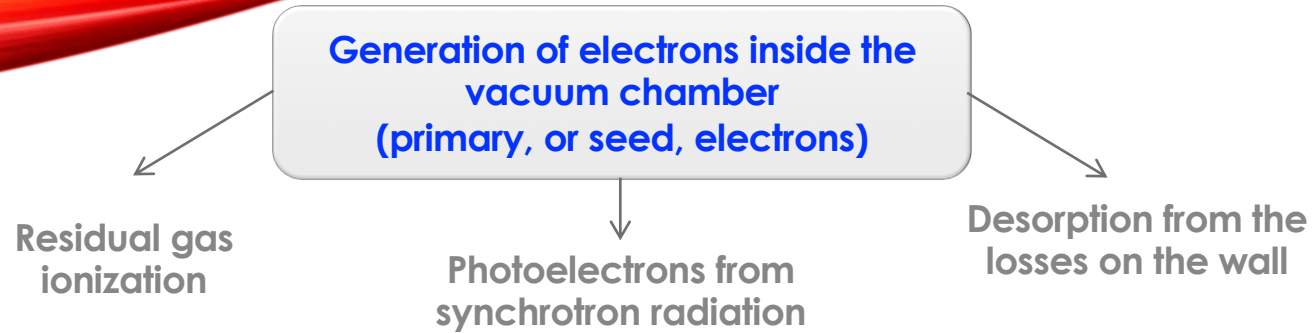 Generation of electrons inside the
vacuum chamber
(primary, or seed, electrons)
Residual gas
ionization
Photoelectrons from
synchrotron radiation
Desorption from the
losses on the wall